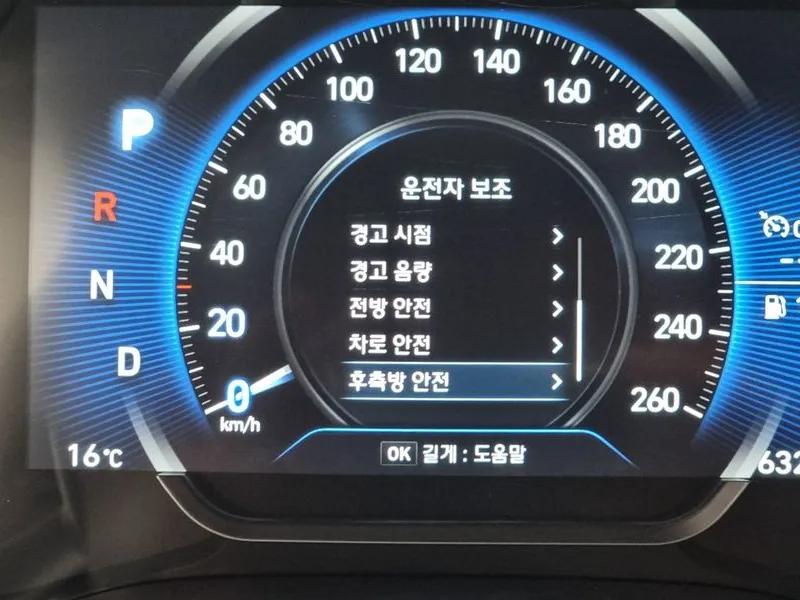 120 140
100 160
80 180
60 200
40 220
20 240
0 260
km/h
P
R
N
D
운전자 보조
경고 시점
경고 음량
전방 안전
차로 안전
후측방 안전
OK 길게 : 도움말
16℃